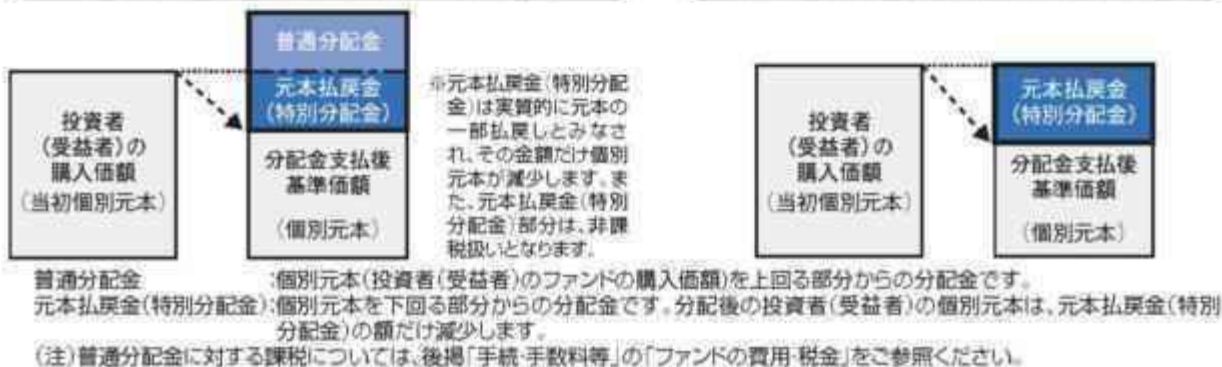 普通分配金
元本払戻金
(特別分配金)
投資者
(受益者)の
購入価額
(当初個別元本)
分配金支払後
基準価額
(個別元本)
※元本払戻金(特別分配
金)は実質的に元本の
一部払戻しとみなさ
れ、その金額だけ個別
元本が減少します。ま
た、元本払戻金(特別
分配金)部分は、非課
税扱いとなります。
投資者
(受益者)の
購入価額
(当初個別元本)
元本払戻金
(特別分配金)
分配金支払後
基準価額
(個別元本)
普通分配金 :個別元本(投資者(受益者)のファンドの購入価額)を上回る部分からの分配金です。
元本払戻金(特別分配金):個別元本を下回る部分からの分配金です。分配後の投資者(受益者)の個別元本は、元本払戻金(特別
分配金)の額だけ減少します。
(注)普通分配金に対する課税については、後掲「手続・手数料等」の「ファンドの費用・税金」をご参照ください。